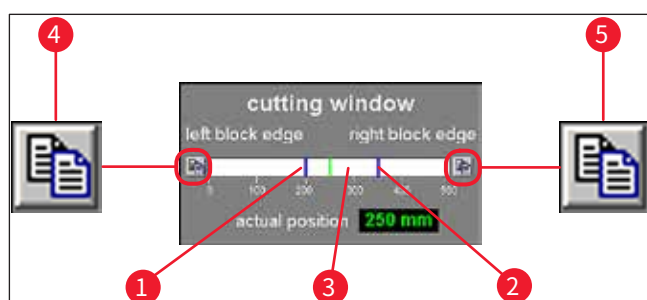 4 5
cutting window
left block edge right block edge
0 100 200 300 400 500
actual position 250 mm
1 3 2